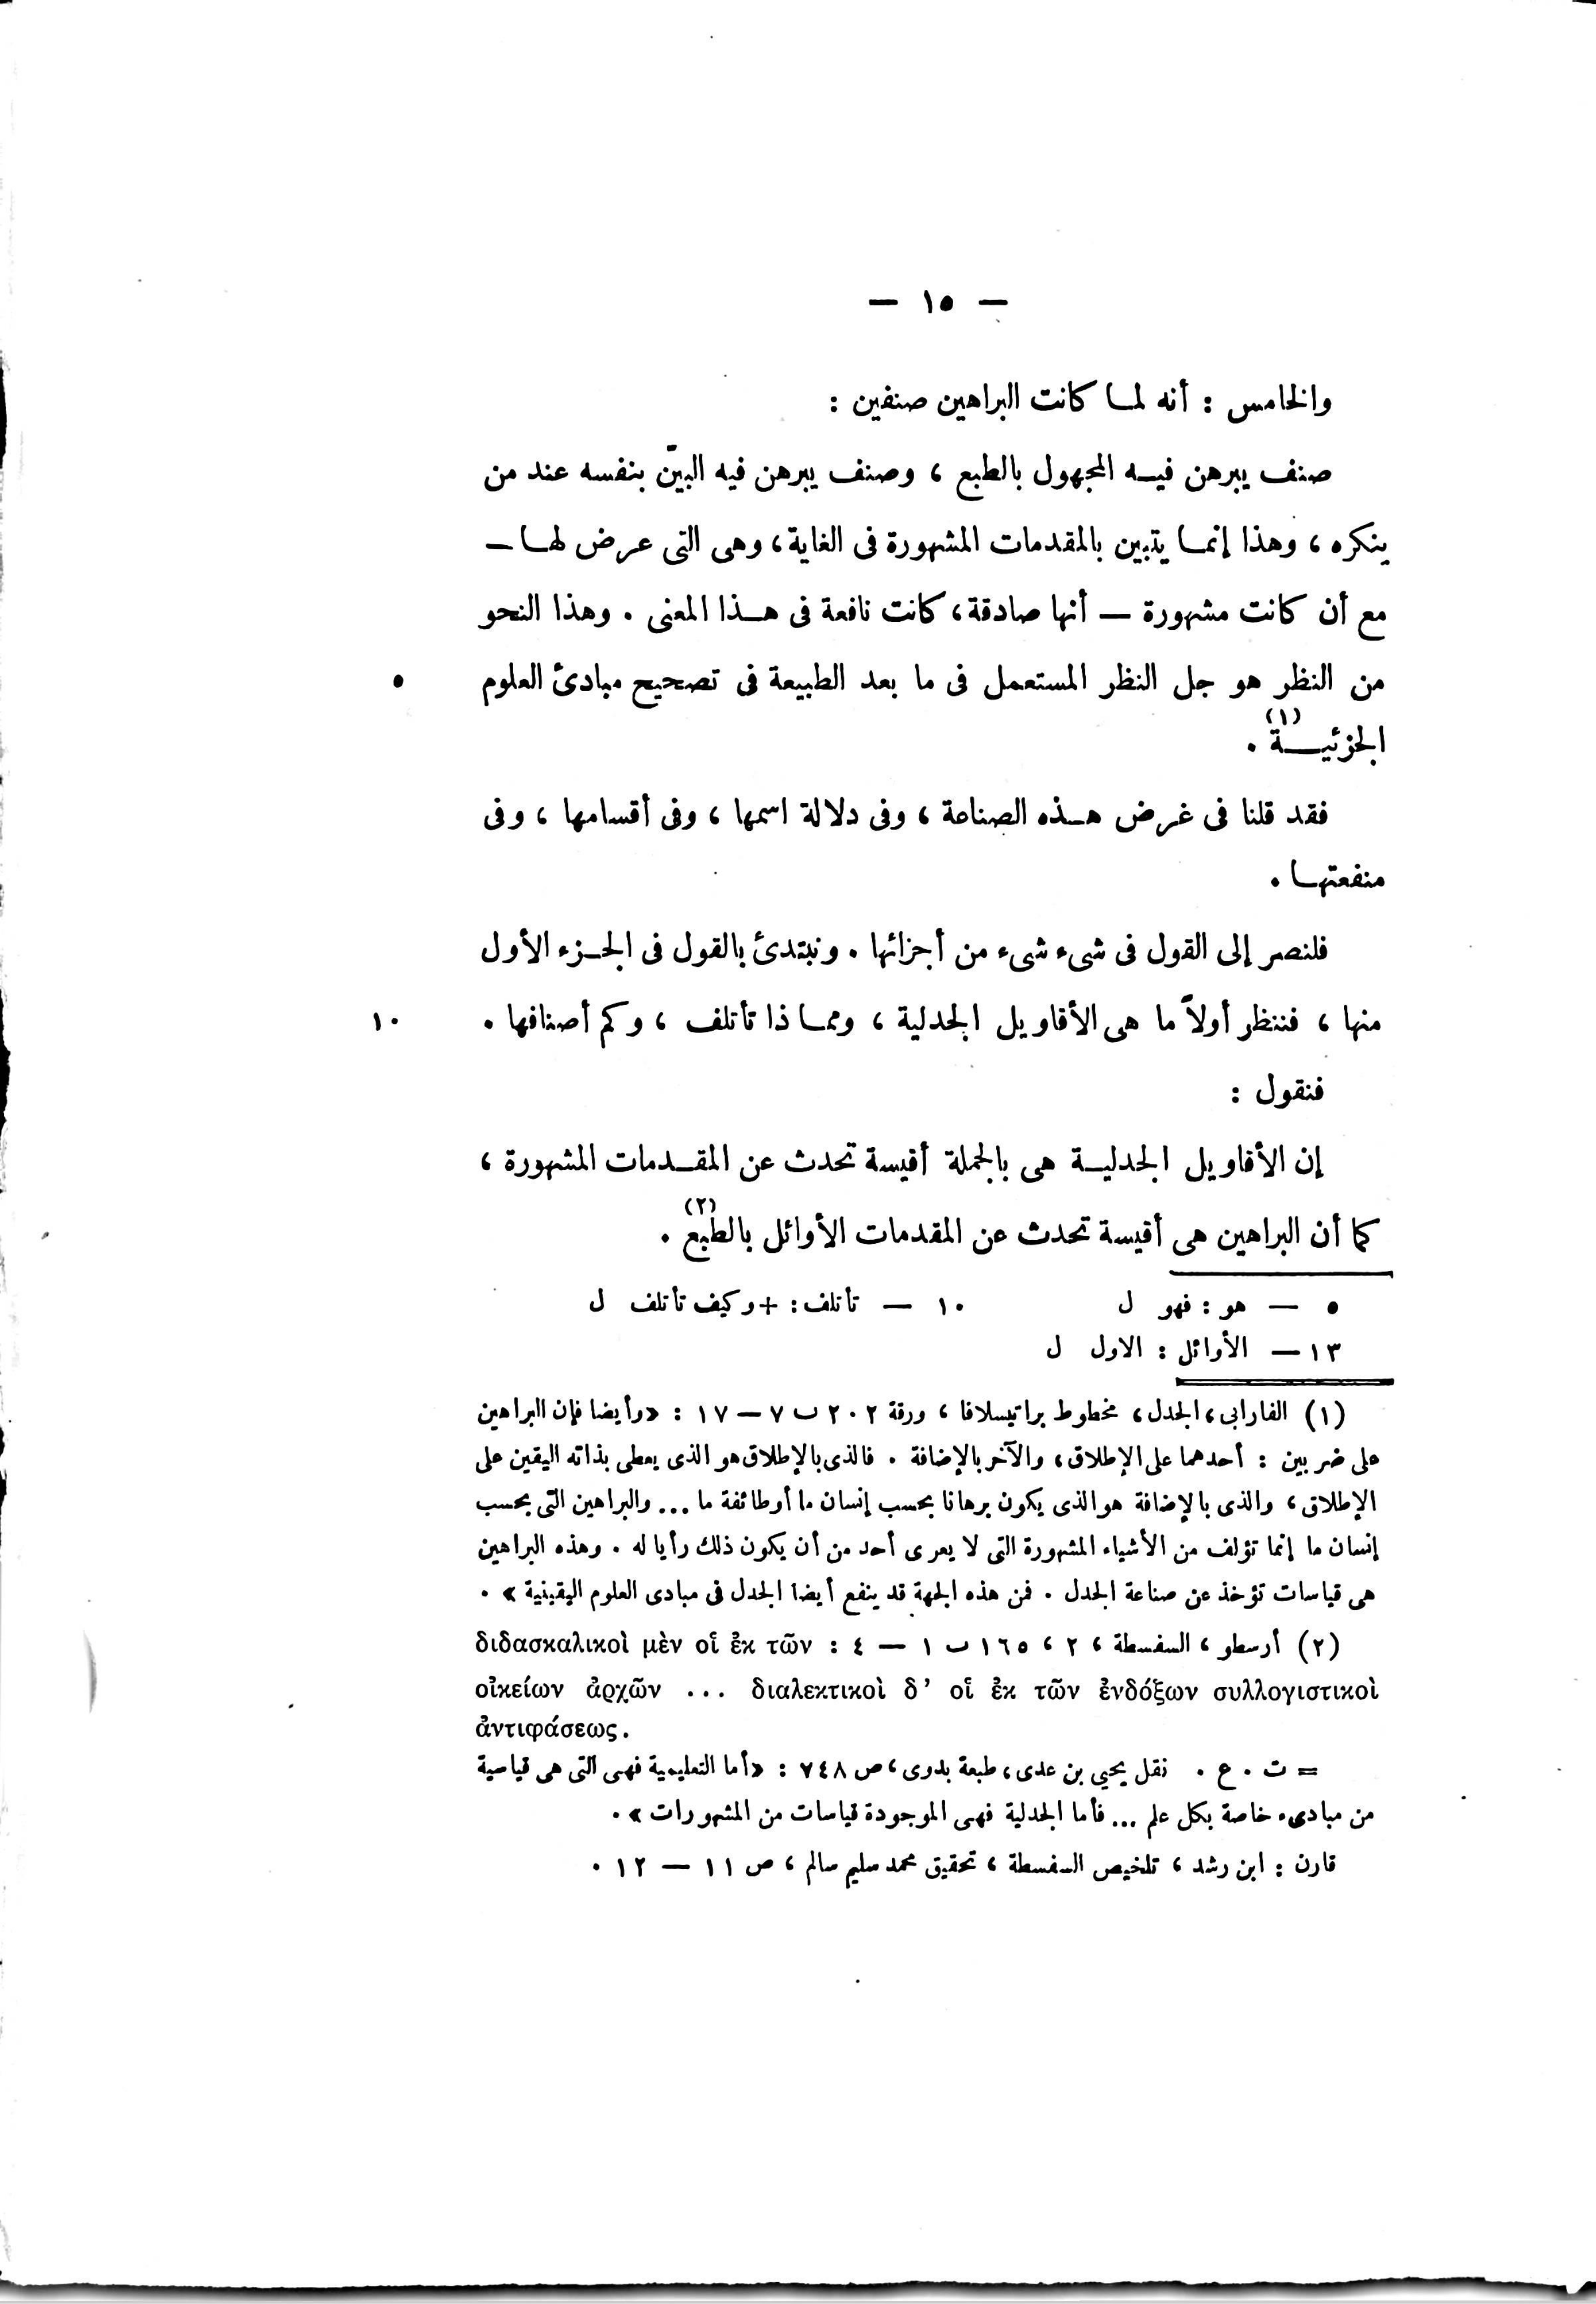 — ١٥ —
والخامس : أنه لما كانت البراهين صنفين :
صنف يبرهن فيه المجهول بالطبع ، وصنف يبرهن فيه البيّن بنفسه عند من
ينكره ، وهذا إنما يتبين بالمقدمات المشهورة فى الغاية ، وهى التى عرض لها —
مع أن كانت مشهورة — أنها صادقة ، كانت نافعة فى هذا المعنى . وهذا النحو
من النظر هو جل النظر المستعمل فى ما بعد الطبيعة فى تصحيح مبادئ العلوم ٥
الجزئية (١) .
فقد قلنا فى غرض هذه الصناعة ، وفى دلالة اسمها ، وفى أقسامها ، وفى
منفعتها .
فلنصر إلى القول فى شىء شىء من أجزائها . ونبتدئ بالقول فى الجزء الأول
منها ، فننظر أولاً ما هى الأقاويل الجدلية ، ومما ذا تأتلف ، وكم أصنافها . ١٠
فنقول :
إن الأقاويل الجدلية هى بالجملة أقيسة تحدث عن المقدمات المشهورة ،
كما أن البراهين هى أقيسة تحدث عن المقدمات الأوائل بالطبع (٢) .
٥ — هو : فهو ل ١٠ — تأتلف : + وكيف تأتلف ل
١٣ — الأوائل : الاول ل
(١) الفارابى ، الجدل ، مخطوط براتيسلافا ، ورقة ٢٠٢ ب ٧ — ١٧ : «وأيضا فإن البراهين
على ضربين : أحدهما على الإطلاق ، والآخر بالإضافة . فالذى بالإطلاق هو الذى يعطى بذاته اليقين على
الإطلاق ، والذى بالإضافة هو الذى يكون برهانا بحسب إنسان ما أو طائفة ما ... والبراهين التى بحسب
إنسان ما إنما تؤلف من الأشياء المشهورة التى لا يعرى أحد من أن يكون ذلك رأيا له . وهذه البراهين
هى قياسات تؤخذ عن صناعة الجدل . فمن هذه الجهة قد ينفع أيضا الجدل فى مبادى العلوم اليقينية » .
(٢) أرسطو ، السفسطة ، ٢ ، ١٦٥ ب ١ — ٤ : διδασκαλικοὶ μὲν οἱ ἐκ τῶν
οἰκείων ἀρχῶν ... διαλεκτικοὶ δ’ οἱ ἐκ τῶν ἐνδόξων συλλογιστικοὶ
ἀντιφάσεως.
= ت . ع . نقل يحيى بن عدى ، طبعة بدوى ، ص ٧٤٨ : «أما التعليمية فهى التى هى قياسية
من مبادىء خاصة بكل علم ... فأما الجدلية فهى الموجودة قياسات من المشهورات » .
قارن : ابن رشد ، تلخيص السفسطة ، تحقيق محمد سليم سالم ، ص ١١ — ١٢ .